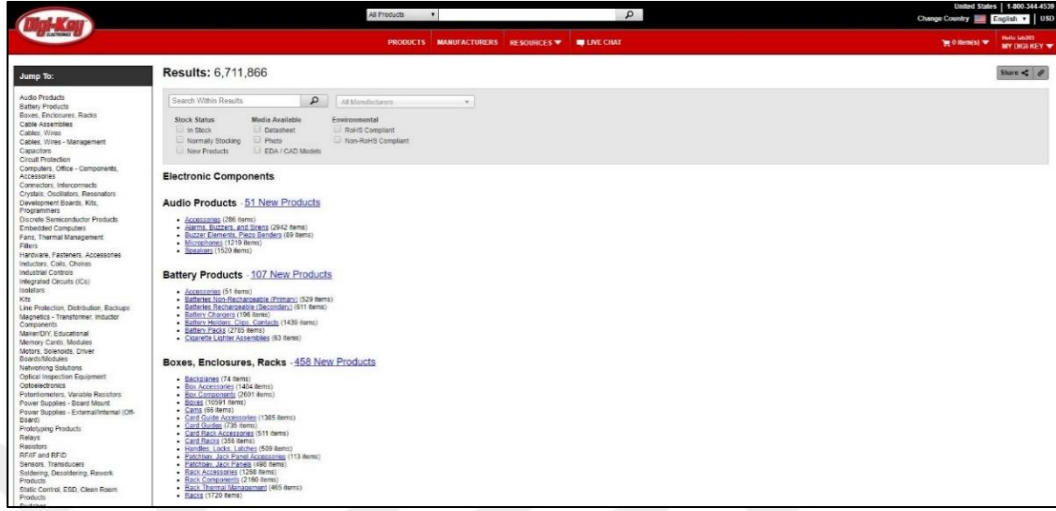 United States | 1-800-344-4539
Digi-Key
ELECTRONICS
All Products
Change Country English USD
PRODUCTS MANUFACTURERS RESOURCES LIVE CHAT
0 item(s)
MY DIGI-KEY
Jump To:
Audio Products
Battery Products
Boxes, Enclosures, Racks
Cable Assemblies
Cables, Wires
Cables, Wires - Management
Capacitors
Circuit Protection
Computers, Office - Components,
Accessories
Connectors, Interconnects
Crystals, Oscillators, Resonators
Development Boards, Kits,
Programmers
Discrete Semiconductor Products
Embedded Computers
Fans, Thermal Management
Filters
Hardware, Fasteners, Accessories
Inductors, Coils, Chokes
Industrial Controls
Integrated Circuits (ICs)
Isolators
Kits
Line Protection, Distribution, Backups
Magnetics - Transformer, Inductor
Components
Maker/DIY, Educational
Memory Cards, Modules
Motors, Solenoids, Driver
Boards/Modules
Networking Solutions
Optical Inspection Equipment
Optoelectronics
Potentiometers, Variable Resistors
Power Supplies - Board Mount
Power Supplies - External/Internal (Off-
Board)
Prototyping Products
Relays
Resistors
RF/IF and RFID
Sensors, Transducers
Soldering, Desoldering, Rework
Products
Static Control, ESD, Clean Room
Products
Results: 6,711,866
Share
Search Within Results
All Manufacturers
Stock Status Media Available Environmental
In Stock Datasheet RoHS Compliant
Normally Stocking Photo Non-RoHS Compliant
New Products EDA / CAD Models
Electronic Components
Audio Products - 51 New Products
Accessories (286 items)
Alarms, Buzzers, and Sirens (2942 items)
Buzzer Elements, Piezo Benders (89 items)
Microphones (1219 items)
Speakers (1520 items)
Battery Products - 107 New Products
Accessories (51 items)
Batteries Non-Rechargeable (Primary) (529 items)
Batteries Rechargeable (Secondary) (611 items)
Battery Chargers (196 items)
Battery Holders, Clips, Contacts (1439 items)
Battery Packs (2785 items)
Cigarette Lighter Assemblies (63 items)
Boxes, Enclosures, Racks - 458 New Products
Backplanes (74 items)
Box Accessories (1404 items)
Box Components (2601 items)
Boxes (10591 items)
Cams (66 items)
Card Guide Accessories (1385 items)
Card Guides (735 items)
Card Rack Accessories (511 items)
Card Racks (356 items)
Handles, Locks, Latches (509 items)
Patchbay, Jack Panel Accessories (113 items)
Patchbay, Jack Panels (498 items)
Rack Accessories (1268 items)
Rack Components (2160 items)
Rack Thermal Management (465 items)
Racks (1720 items)